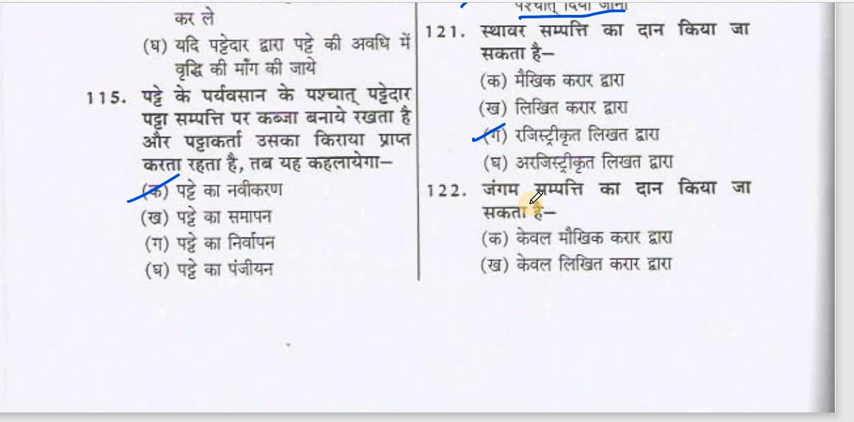 कर ले
(घ) यदि पट्टेदार द्वारा पट्टे की अवधि में
वृद्धि की माँग की जाये
115. पट्टे के पर्यवसान के पश्चात् पट्टेदार
पट्टा सम्पत्ति पर कब्जा बनाये रखता है
और पट्टाकर्ता उसका किराया प्राप्त
करता रहता है, तब यह कहलायेगा–
(क) पट्टे का नवीकरण
(ख) पट्टे का समापन
(ग) पट्टे का निर्वापन
(घ) पट्टे का पंजीयन
पश्चात् दिया जाना
121. स्थावर सम्पत्ति का दान किया जा
सकता है–
(क) मैखिक करार द्वारा
(ख) लिखित करार द्वारा
(ग) रजिस्ट्रीकृत लिखत द्वारा
(घ) अरजिस्ट्रीकृत लिखत द्वारा
122. जंगम सम्पत्ति का दान किया जा
सकता है–
(क) केवल मौखिक करार द्वारा
(ख) केवल लिखित करार द्वारा